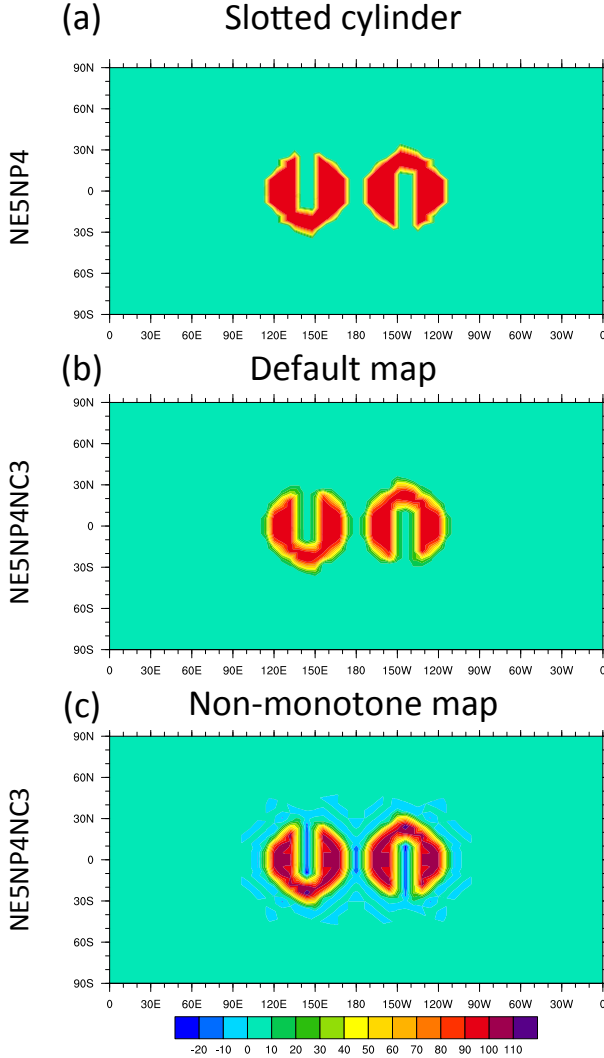 (a) Slotted cylinder
NE5NP4
90N
60N
30N
0
30S
60S
90S
0 30E 60E 90E 120E 150E 180 150W 120W 90W 60W 30W 0
(b) Default map
NE5NP4NC3
90N
60N
30N
0
30S
60S
90S
0 30E 60E 90E 120E 150E 180 150W 120W 90W 60W 30W 0
(c) Non-monotone map
NE5NP4NC3
90N
60N
30N
0
30S
60S
90S
0 30E 60E 90E 120E 150E 180 150W 120W 90W 60W 30W 0
-20 -10 0 10 20 30 40 50 60 70 80 90 100 110